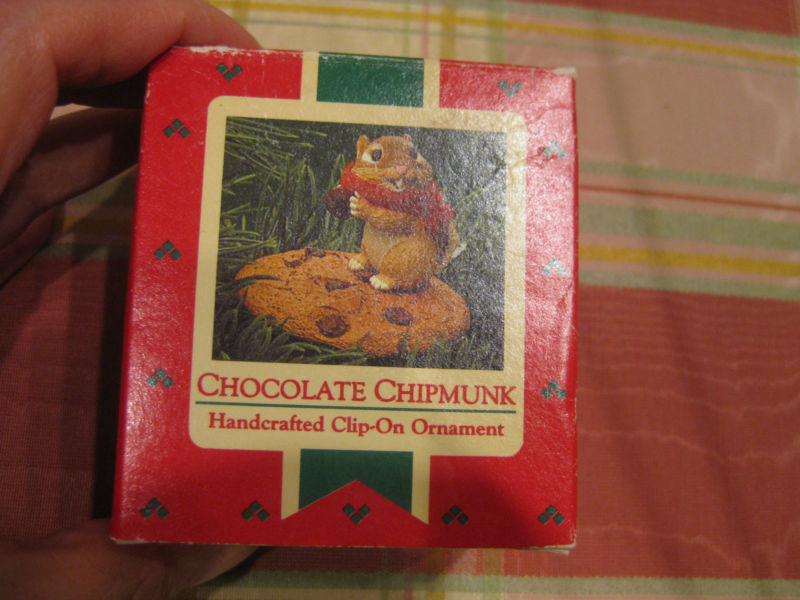 CHOCOLATE CHIPMUNK
Handcrafted Clip-On Ornament